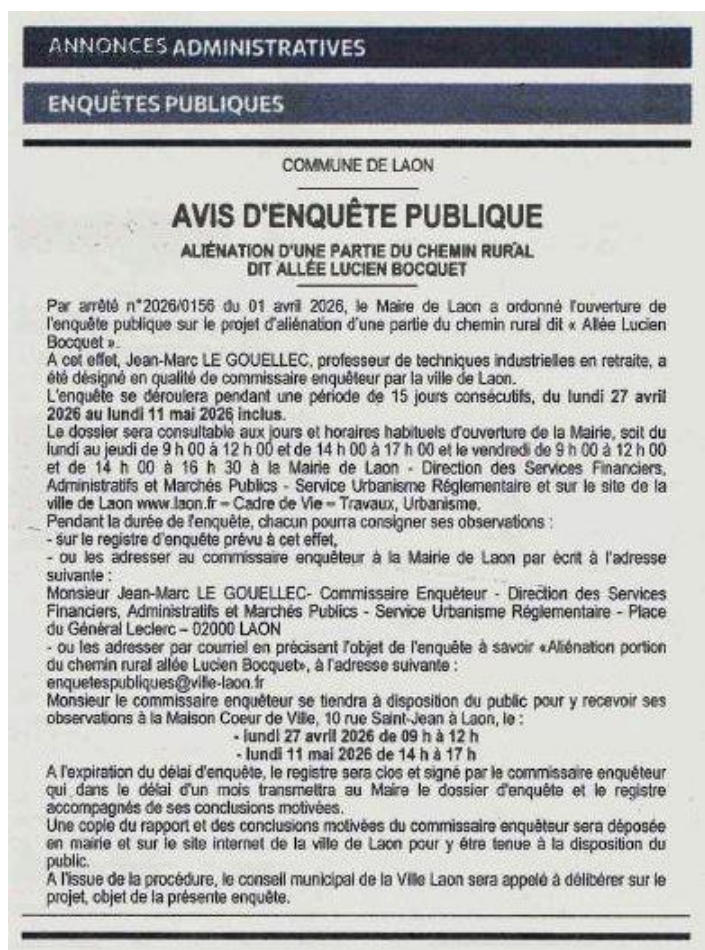 ANNONCES ADMINISTRATIVES
ENQUÊTES PUBLIQUES
COMMUNE DE LAON
AVIS D'ENQUÊTE PUBLIQUE
ALIÉNATION D'UNE PARTIE DU CHEMIN RURAL
DIT ALLÉE LUCIEN BOCQUET
Par arrêté n°2026/0156 du 01 avril 2026, le Maire de Laon a ordonné l'ouverture de
l'enquête publique sur le projet d'aliénation d'une partie du chemin rural dit « Allée Lucien
Bocquet ».
A cet effet, Jean-Marc LE GOUELLEC, professeur de techniques industrielles en retraite, a
été désigné en qualité de commissaire enquêteur par la ville de Laon.
L'enquête se déroulera pendant une période de 15 jours consécutifs, du lundi 27 avril
2026 au lundi 11 mai 2026 inclus.
Le dossier sera consultable aux jours et horaires habituels d'ouverture de la Mairie, soit du
lundi au jeudi de 9 h 00 à 12 h 00 et de 14 h 00 à 17 h 00 et le vendredi de 9 h 00 à 12 h 00
et de 14 h 00 à 16 h 30 à la Mairie de Laon - Direction des Services Financiers,
Administratifs et Marchés Publics - Service Urbanisme Réglementaire et sur le site de la
ville de Laon www.laon.fr – Cadre de Vie – Travaux, Urbanisme.
Pendant la durée de l'enquête, chacun pourra consigner ses observations :
- sur le registre d'enquête prévu à cet effet,
- ou les adresser au commissaire enquêteur à la Mairie de Laon par écrit à l'adresse
suivante :
Monsieur Jean-Marc LE GOUELLEC- Commissaire Enquêteur - Direction des Services
Financiers, Administratifs et Marchés Publics - Service Urbanisme Réglementaire - Place
du Général Leclerc – 02000 LAON
- ou les adresser par courriel en précisant l'objet de l'enquête à savoir «Aliénation portion
du chemin rural allée Lucien Bocquet», à l'adresse suivante :
enquetespubliques@ville-laon.fr
Monsieur le commissaire enquêteur se tiendra à disposition du public pour y recevoir ses
observations à la Maison Coeur de Ville, 10 rue Saint-Jean à Laon, le :
- lundi 27 avril 2026 de 09 h à 12 h
- lundi 11 mai 2026 de 14 h à 17 h
A l'expiration du délai d'enquête, le registre sera clos et signé par le commissaire enquêteur
qui dans le délai d'un mois transmettra au Maire le dossier d'enquête et le registre
accompagnés de ses conclusions motivées.
Une copie du rapport et des conclusions motivées du commissaire enquêteur sera déposée
en mairie et sur le site internet de la ville de Laon pour y être tenue à la disposition du
public.
A l'issue de la procédure, le conseil municipal de la Ville Laon sera appelé à délibérer sur le
projet, objet de la présente enquête.